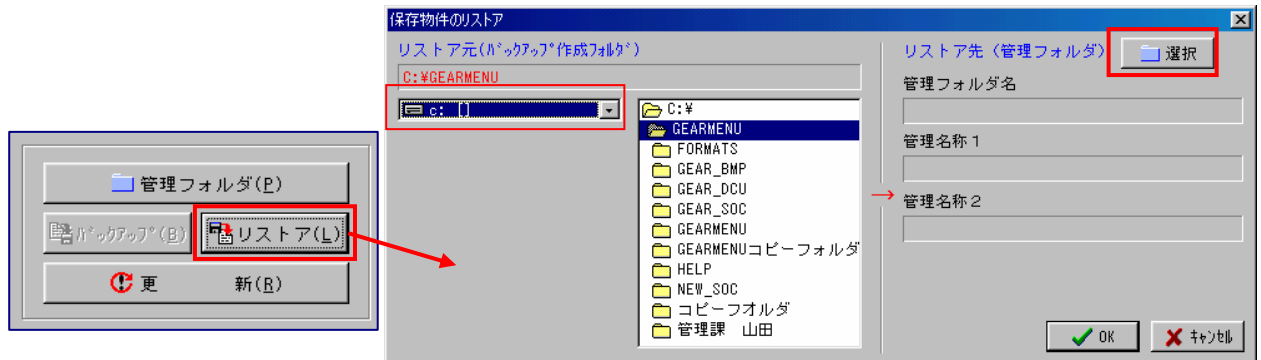 管理フォルダ(P)
ﾊﾞｯｸｱｯﾌﾟ(B)
リストア(L)
更 新(R)
保存物件のリストア
リストア元(ﾊﾞｯｸｱｯﾌﾟ作成ﾌｫﾙﾀﾞ)
C:¥GEARMENU
c: []
C:¥
GEARMENU
FORMATS
GEAR_BMP
GEAR_DCU
GEAR_SOC
GEARMENU
GEARMENUコピーフォルダ
HELP
NEW_SOC
コピーフオルダ
管理課 山田
→
リストア先（管理フォルダ）
選択
管理フォルダ名
管理名称１
管理名称２
OK
ｷｬﾝｾﾙ